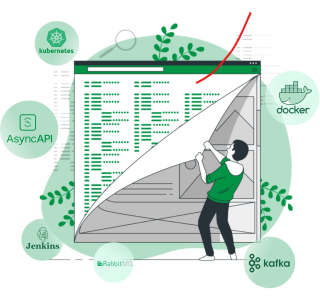 kubernetes
docker
AsyncAPI
Jenkins
RabbitMQ
kafka